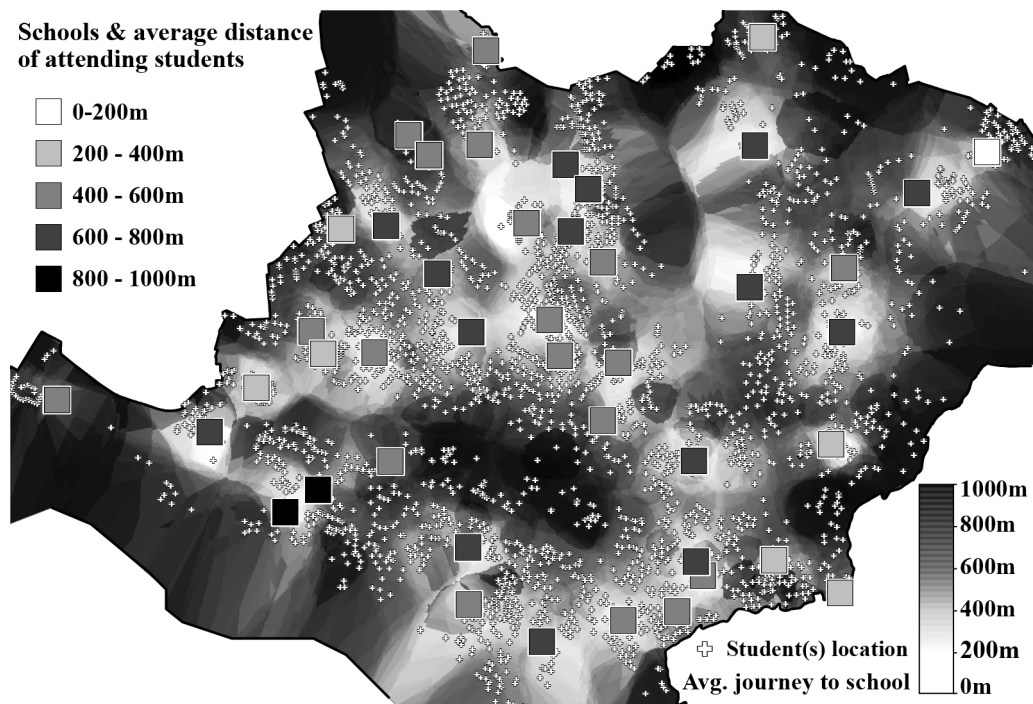 Schools & average distance
of attending students
0-200m
200 - 400m
400 - 600m
600 - 800m
800 - 1000m
1000m
800m
600m
400m
200m
0m
Student(s) location
Avg. journey to school